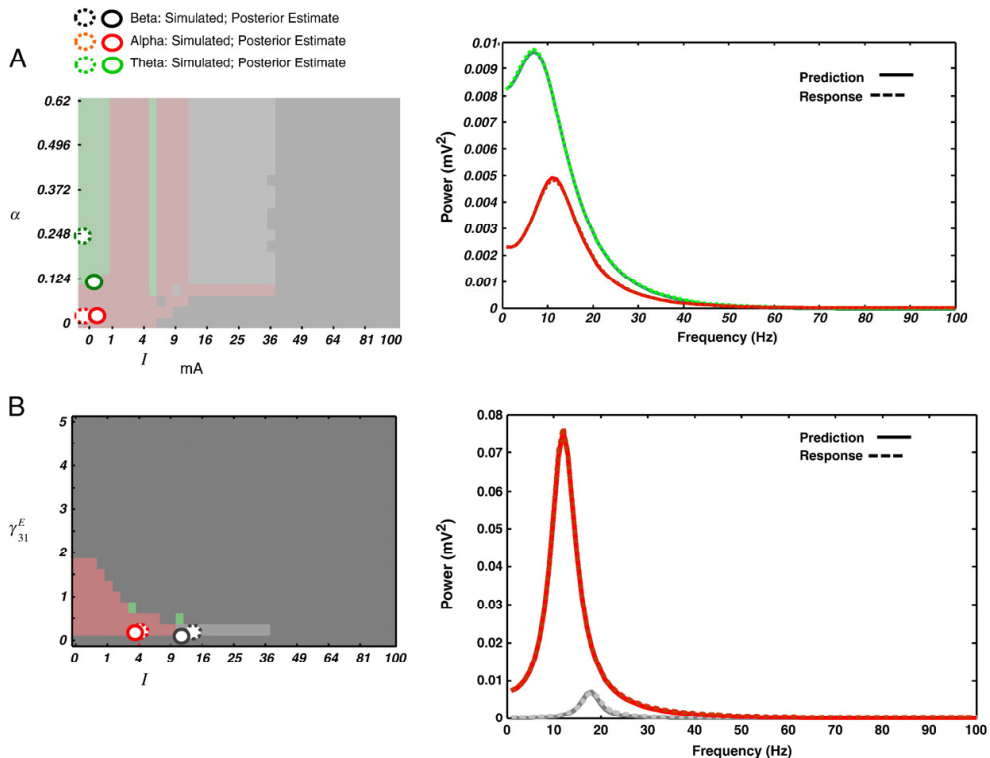 Beta: Simulated; Posterior Estimate
Alpha: Simulated; Posterior Estimate
Theta: Simulated; Posterior Estimate
A
0.62
0.496
0.372
α
0.248
0.124
0
0 1 4 9 16 25 36 49 64 81 100
I
mA
0.01
0.009
0.008
0.007
0.006
0.005
0.004
0.003
0.002
0.001
0
Power (mV²)
Prediction
Response
0 10 20 30 40 50 60 70 80 90 100
Frequency (Hz)
B
5
4
3
γ³¹ᴱ
2
1
0
0 1 4 9 16 25 36 49 64 81 100
I
0.08
0.07
0.06
0.05
0.04
0.03
0.02
0.01
0
Power (mV²)
Prediction
Response
0 10 20 30 40 50 60 70 80 90 100
Frequency (Hz)